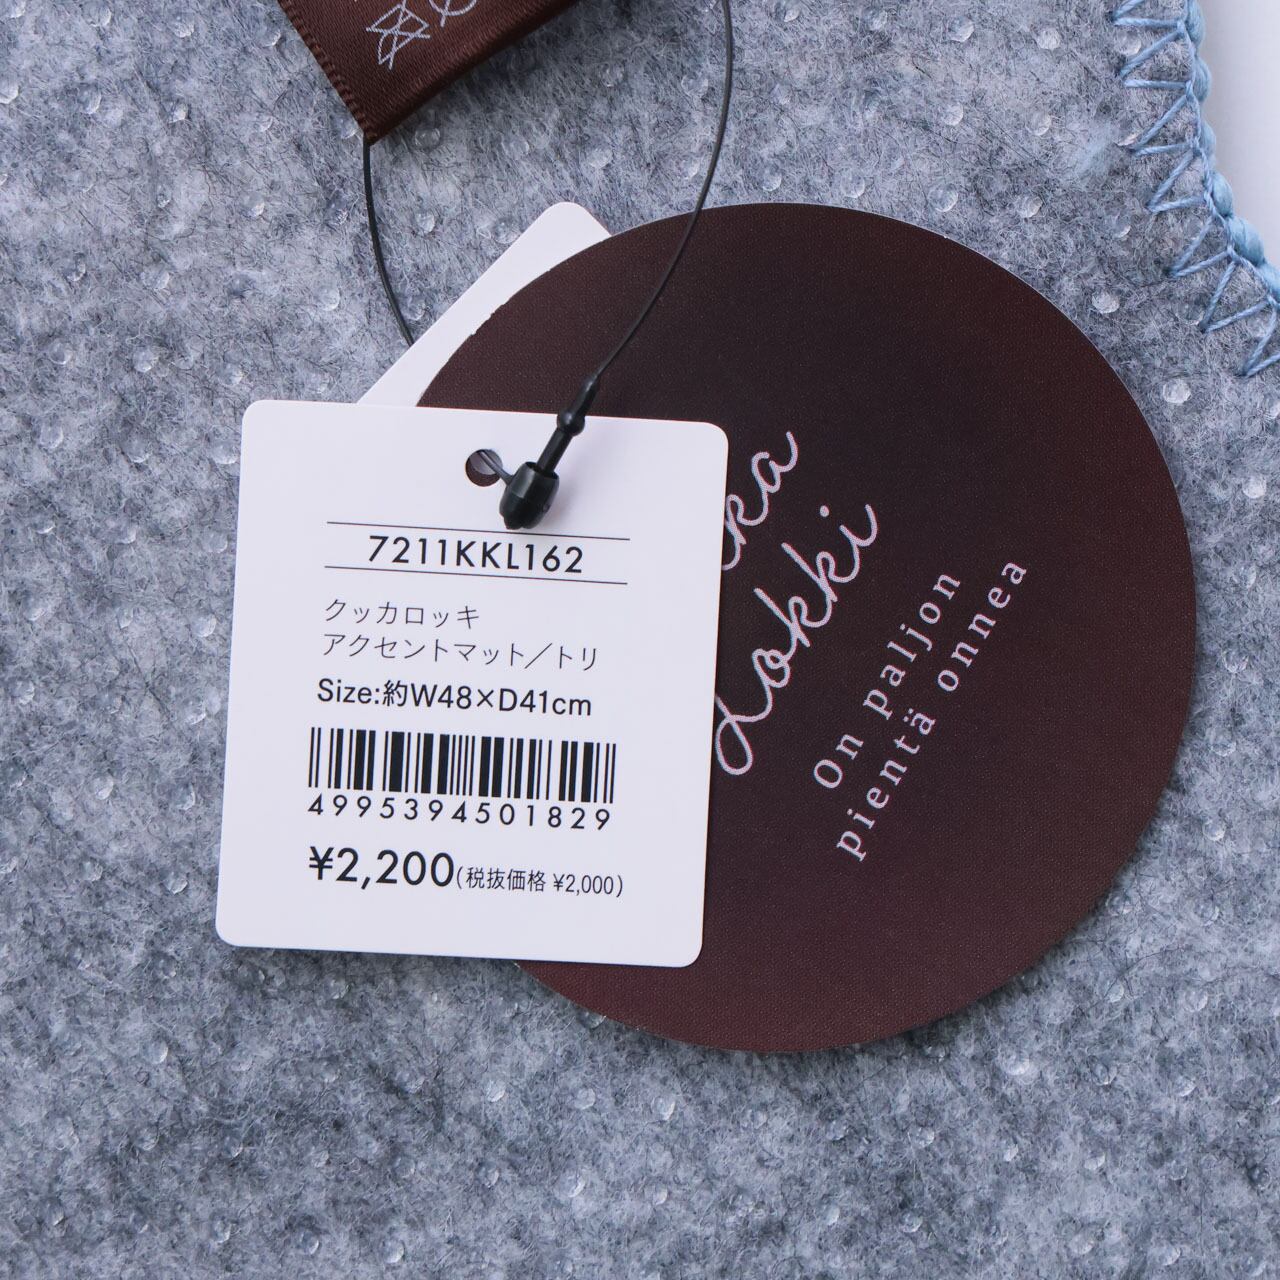 7211KKL162
クッカロッキ
アクセントマット／トリ
Size:約W48×D41cm
4995394501829
¥2,200(税抜価格 ¥2,000)
kka
Lokki
On paljon
pientä onnea